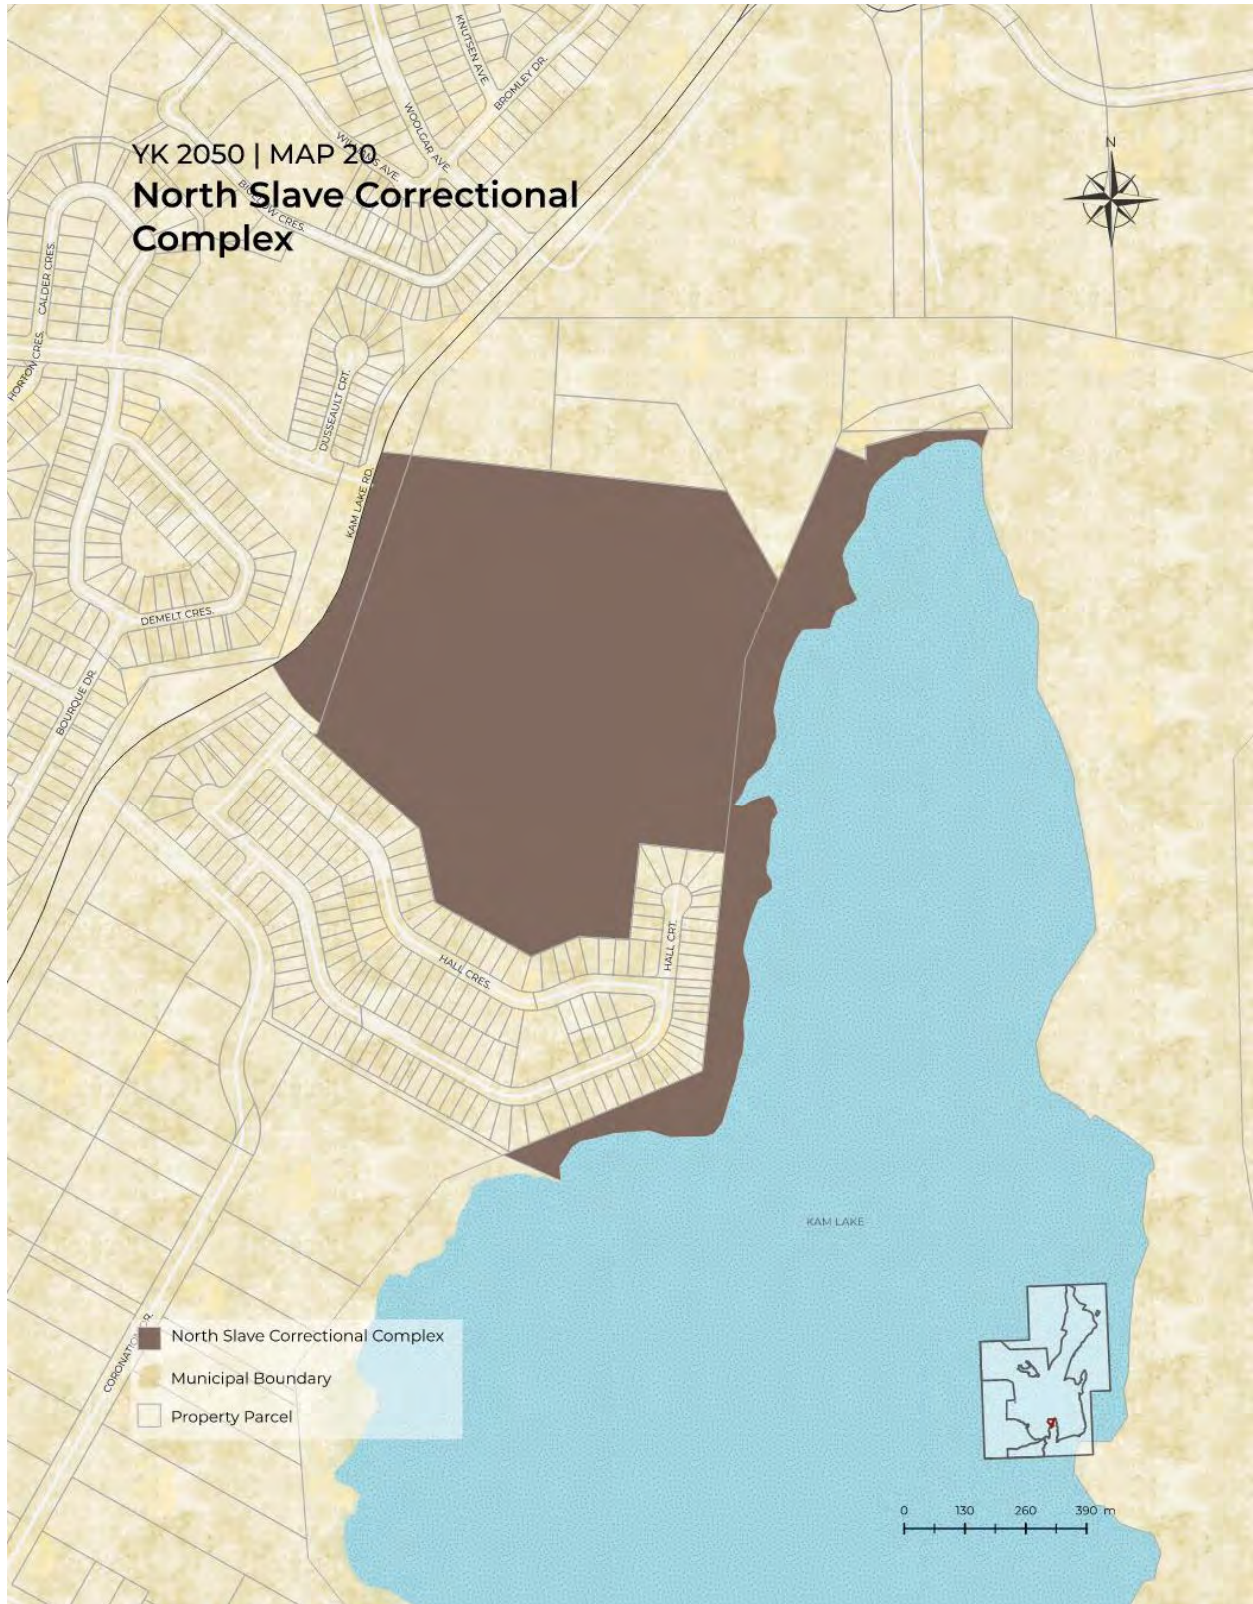 KNUTSEN AVE.
BROMLEY DR.
WOOLGAR AVE.
YK 2050 | MAP 20
North Slave Correctional
Complex
N
CALDER CRES.
HORTON CRES.
DUSSEAULT CRT.
KAM LAKE RD.
DEMELT CRES.
BOURQUE DR.
HALL CRT.
HALL CRES.
KAM LAKE
North Slave Correctional Complex
Municipal Boundary
Property Parcel
0 130 260 390 m